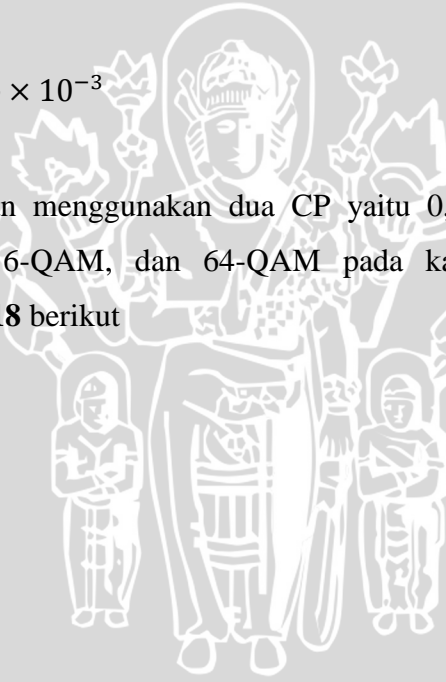 × 10⁻³
n menggunakan dua CP yaitu 0,
6-QAM, dan 64-QAM pada ka
8 berikut